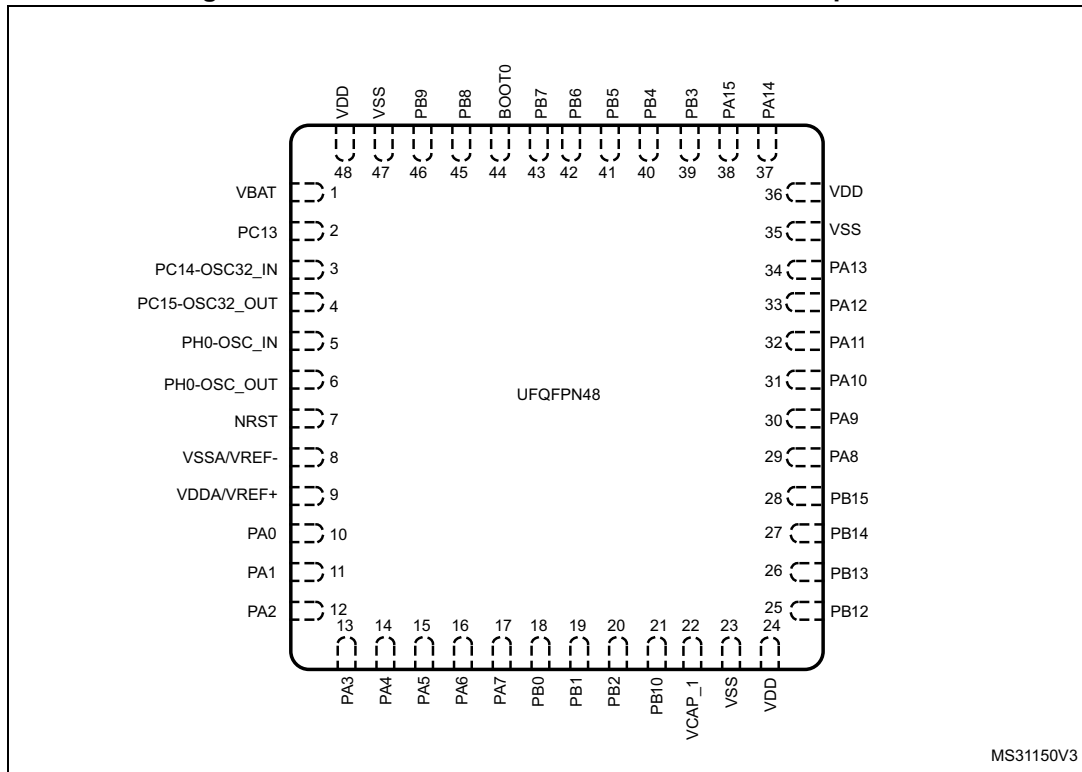 VDD
VSS
PB9
PB8
BOOT0
PB7
PB6
PB5
PB4
PB3
PA15
PA14
48 47 46 45 44 43 42 41 40 39 38 37
VBAT 1 36 VDD
PC13 2 35 VSS
PC14-OSC32_IN 3 34 PA13
PC15-OSC32_OUT 4 33 PA12
PH0-OSC_IN 5 32 PA11
PH0-OSC_OUT 6 31 PA10
UFQFPN48
NRST 7 30 PA9
VSSA/VREF- 8 29 PA8
VDDA/VREF+ 9 28 PB15
PA0 10 27 PB14
PA1 11 26 PB13
PA2 12 25 PB12
13 14 15 16 17 18 19 20 21 22 23 24
PA3
PA4
PA5
PA6
PA7
PB0
PB1
PB2
PB10
VCAP_1
VSS
VDD
MS31150V3